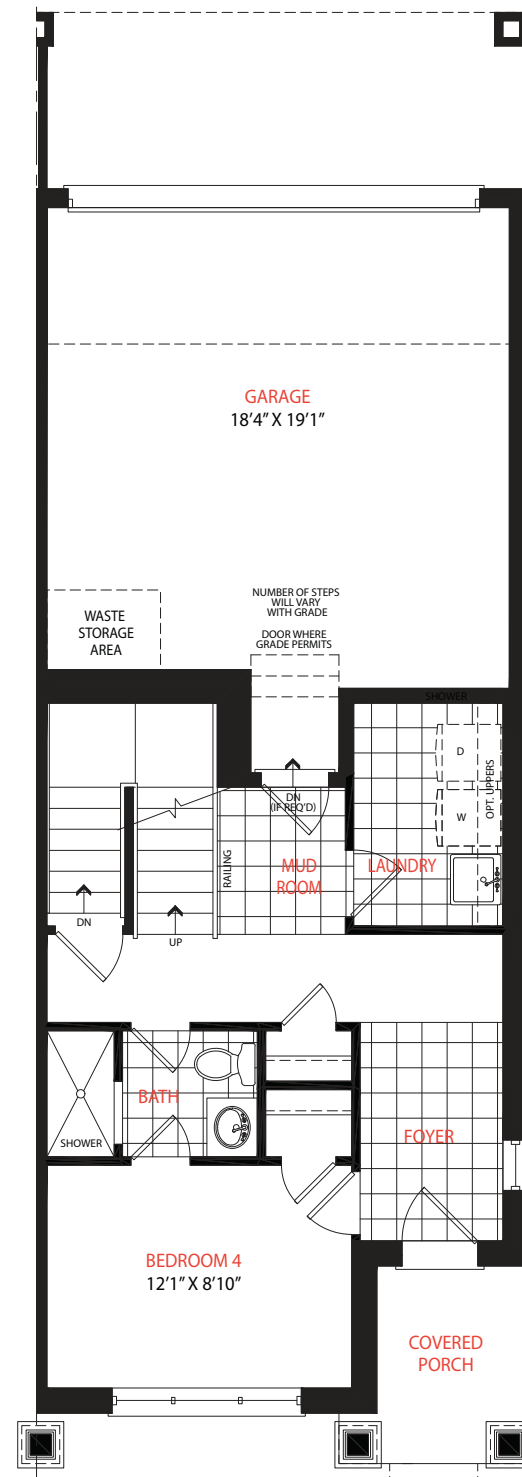 GARAGE
18'4" X 19'1"
NUMBER OF STEPS
WILL VARY
WITH GRADE
DOOR WHERE
GRADE PERMITS
WASTE
STORAGE
AREA
SHOWER
D
OPT. UPPERS
W
DN
(IF REQ'D)
RAILING
MUD
ROOM
LAUNDRY
DN
UP
BATH
SHOWER
FOYER
BEDROOM 4
12'1" X 8'10"
COVERED
PORCH